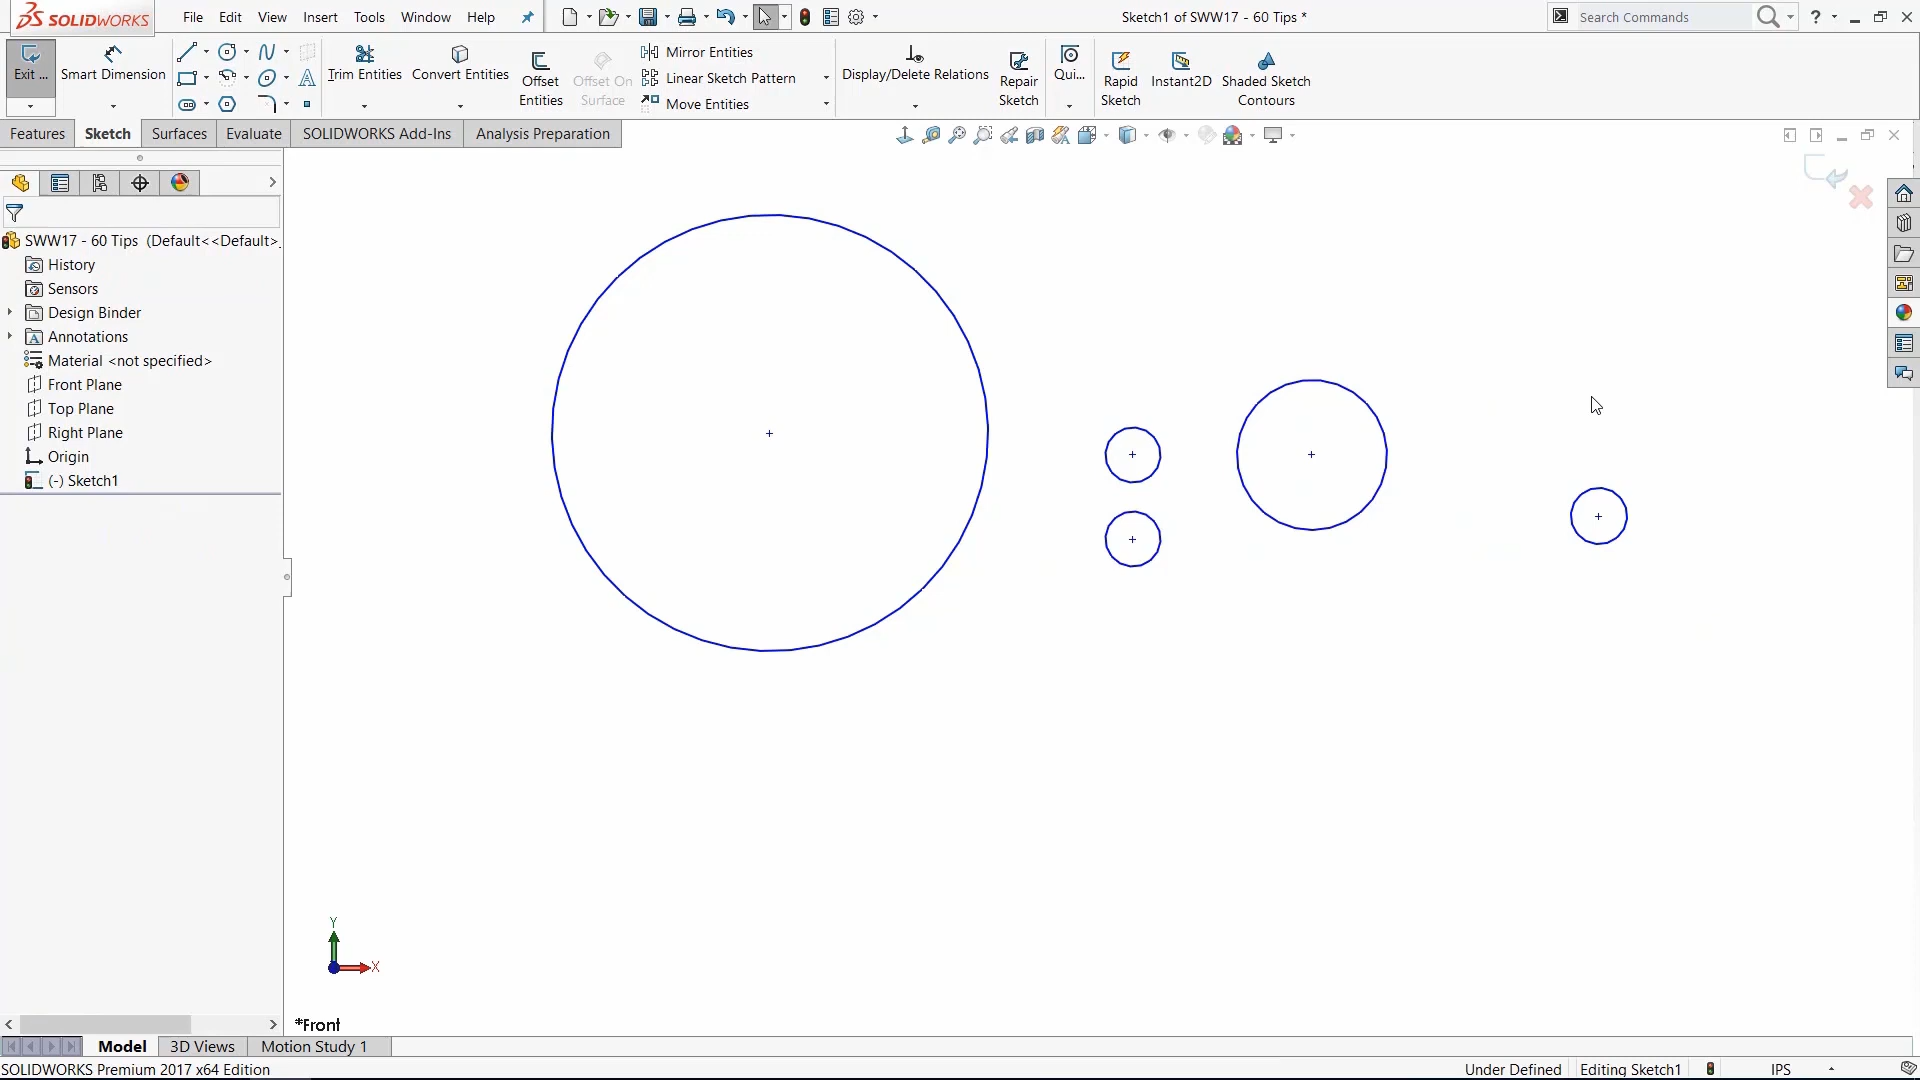 SOLIDWORKS File Edit View Insert Tools Window Help Sketch1 of SWW17 - 60 Tips * Search Commands ?
Exit ... Smart Dimension Trim Entities Convert Entities Offset Entities Offset On Surface Mirror Entities Linear Sketch Pattern Move Entities Display/Delete Relations Repair Sketch Qui... Rapid Sketch Instant2D Shaded Sketch Contours
Features Sketch Surfaces Evaluate SOLIDWORKS Add-Ins Analysis Preparation
SWW17 - 60 Tips (Default<<Default>
History
Sensors
Design Binder
Annotations
Material <not specified>
Front Plane
Top Plane
Right Plane
Origin
(-) Sketch1
Y
X
*Front
Model 3D Views Motion Study 1
SOLIDWORKS Premium 2017 x64 Edition Under Defined Editing Sketch1 IPS